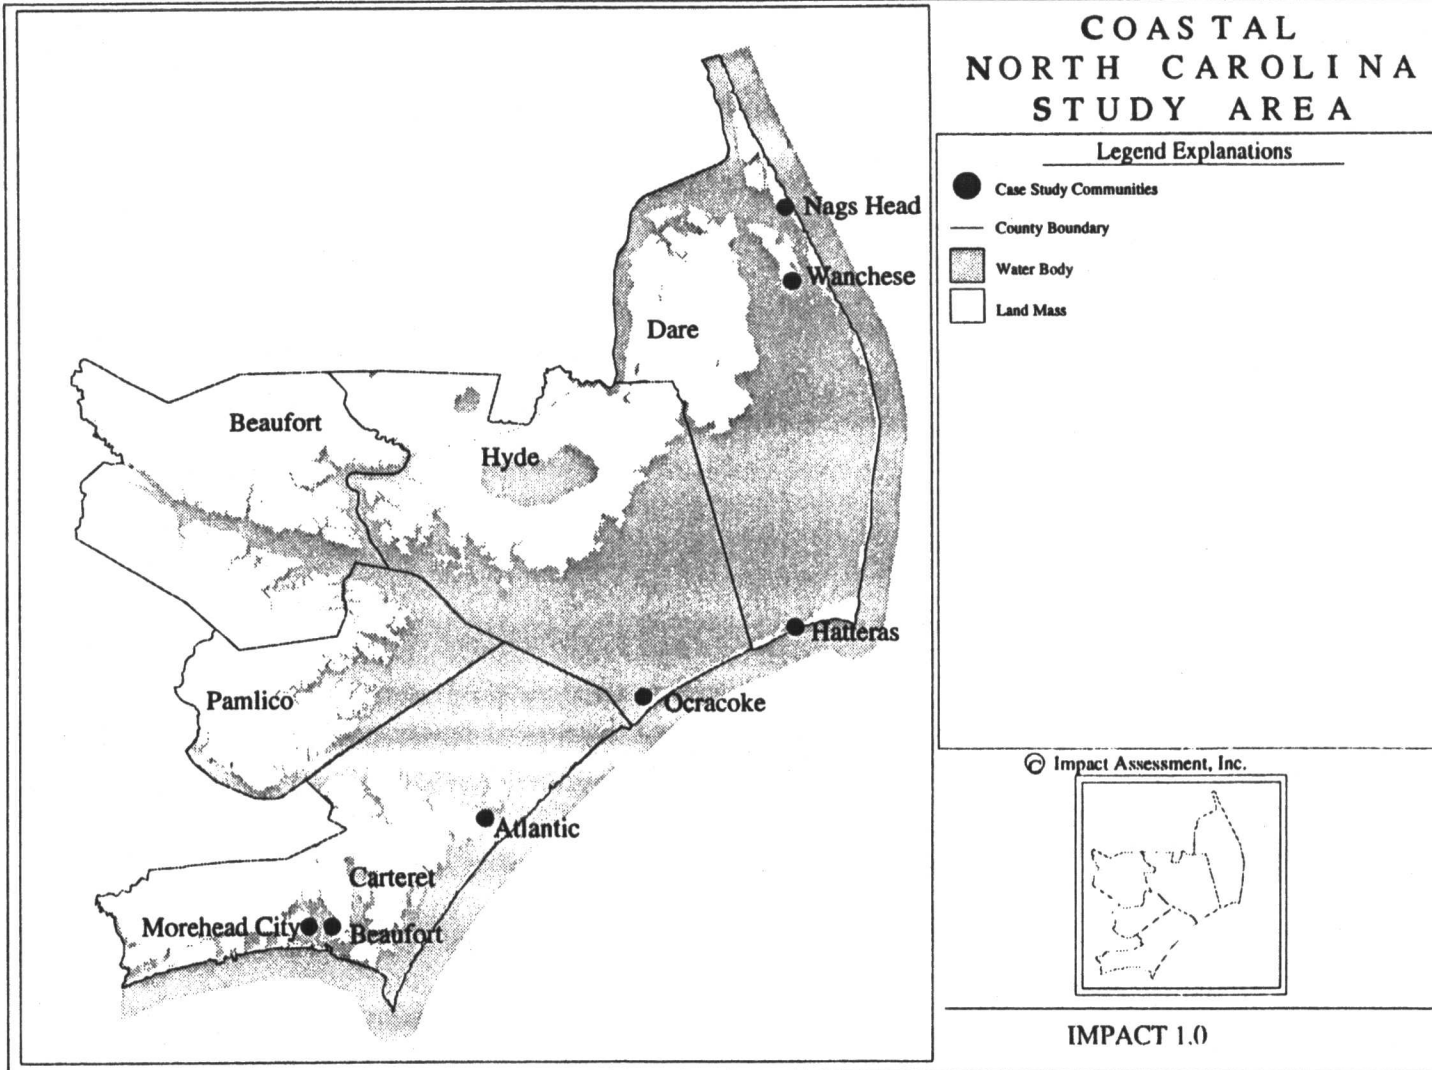 COASTAL
NORTH CAROLINA
STUDY AREA
Legend Explanations
Case Study Communities
County Boundary
Water Body
Land Mass
Nags Head
Wanchese
Dare
Beaufort
Hyde
Hatteras
Pamlico
Ocracoke
Atlantic
Carteret
Morehead City
Beaufort
© Impact Assessment, Inc.
IMPACT 1.0